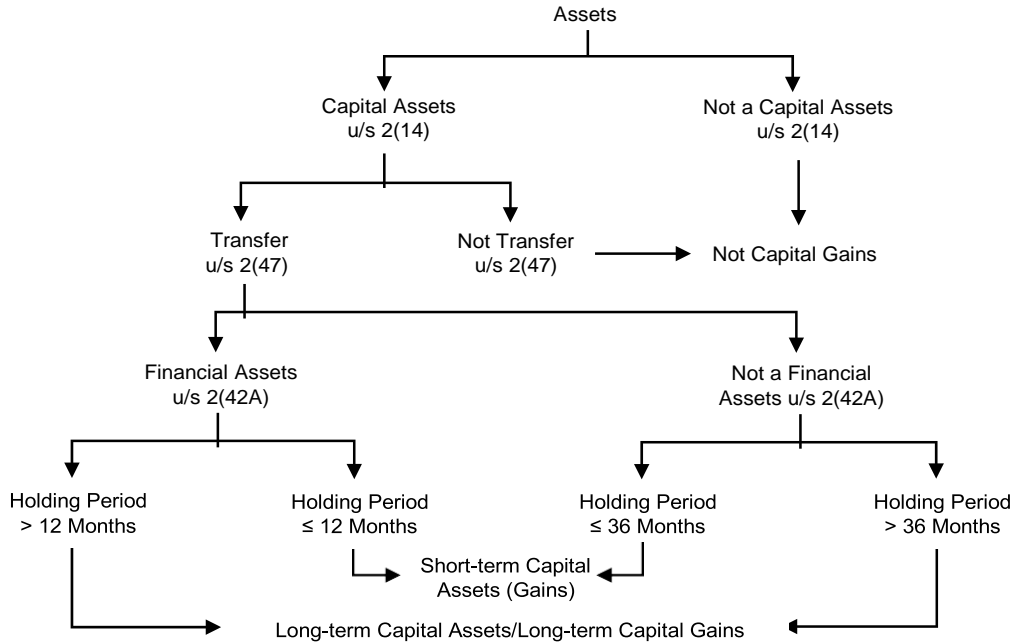 Assets
Capital Assets
u/s 2(14)
Not a Capital Assets
u/s 2(14)
Transfer
u/s 2(47)
Not Transfer
u/s 2(47)
Not Capital Gains
Financial Assets
u/s 2(42A)
Not a Financial
Assets u/s 2(42A)
Holding Period
> 12 Months
Holding Period
≤ 12 Months
Holding Period
≤ 36 Months
Holding Period
> 36 Months
Short-term Capital
Assets (Gains)
Long-term Capital Assets/Long-term Capital Gains